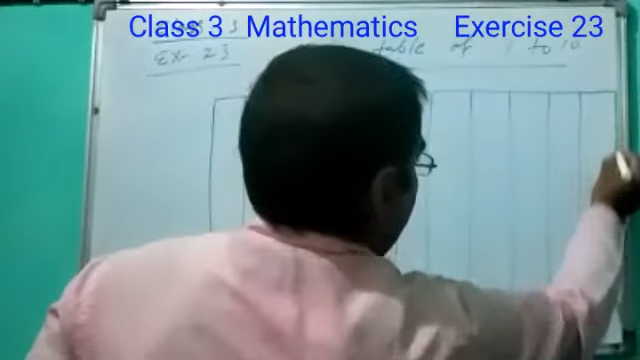 Class 3 Mathematics Exercise 23
Ex- 23 table of 1 to 10